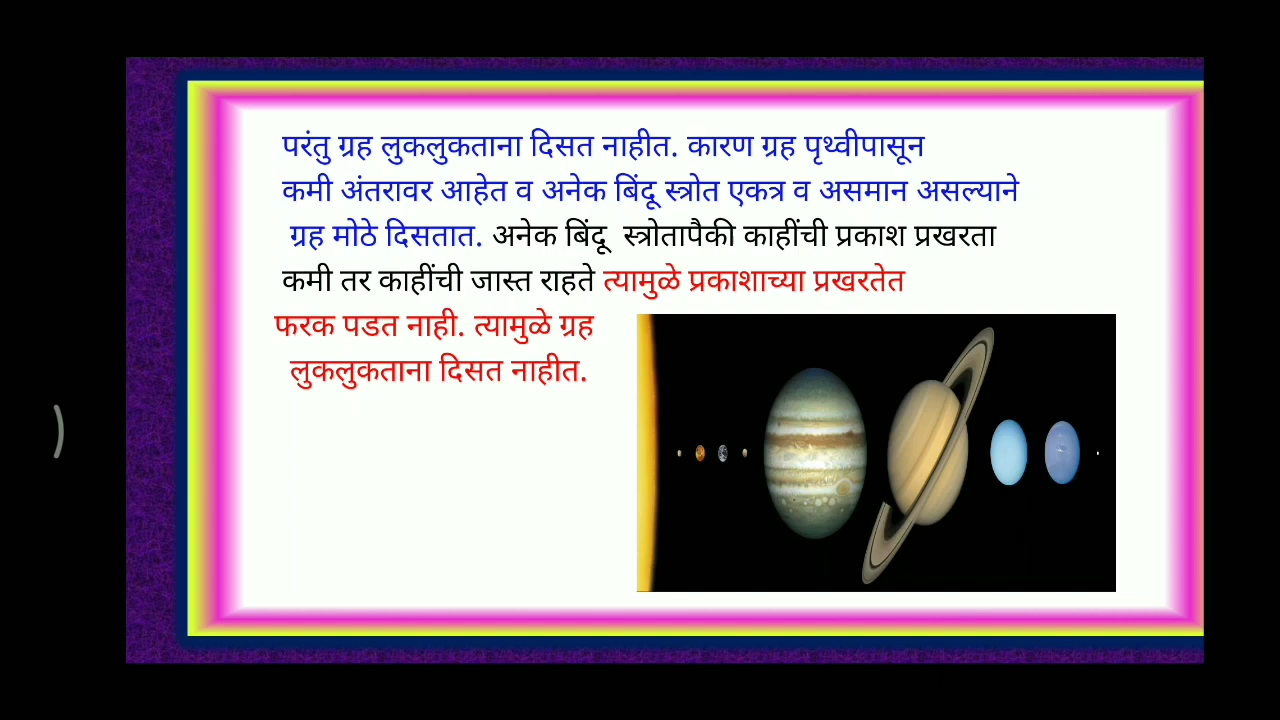 परंतु ग्रह लुकलुकताना दिसत नाहीत. कारण ग्रह पृथ्वीपासून
कमी अंतरावर आहेत व अनेक बिंदू स्त्रोत एकत्र व असमान असल्याने
ग्रह मोठे दिसतात. अनेक बिंदू स्त्रोतापैकी काहींची प्रकाश प्रखरता
कमी तर काहींची जास्त राहते त्यामुळे प्रकाशाच्या प्रखरतेत
फरक पडत नाही. त्यामुळे ग्रह
लुकलुकताना दिसत नाहीत.